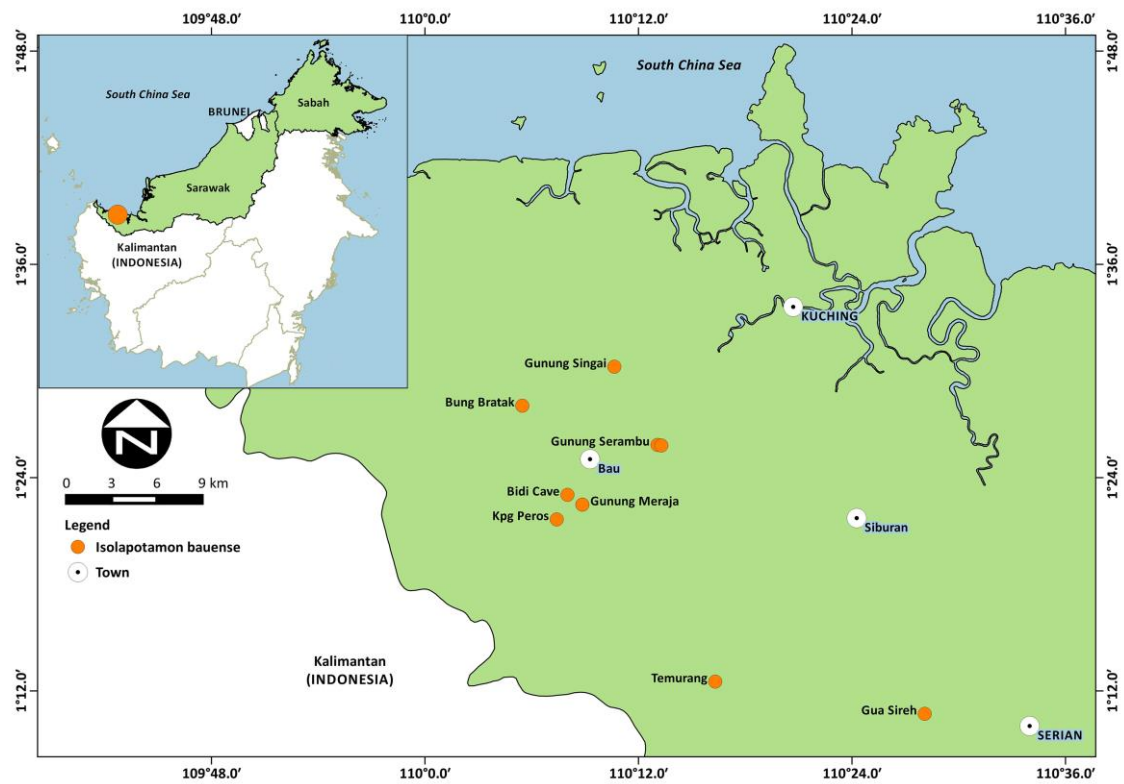 109°48.0′
110°0.0′
110°12.0′
110°24.0′
110°36.0′
1°48.0′
1°48.0′
South China Sea
South China Sea
BRUNEI
Sabah
Sarawak
Kalimantan
(INDONESIA)
1°36.0′
1°36.0′
KUCHING
Gunung Singai
Bung Bratak
Gunung Serambu
Bau
1°24.0′
1°24.0′
Bidi Cave
Gunung Meraja
Kpg Peros
Siburan
N
0 3 6 9 km
Legend
Isolapotamon bauense
Town
Kalimantan
(INDONESIA)
Temurang
1°12.0′
1°12.0′
Gua Sireh
SERIAN
109°48.0′
110°0.0′
110°12.0′
110°24.0′
110°36.0′